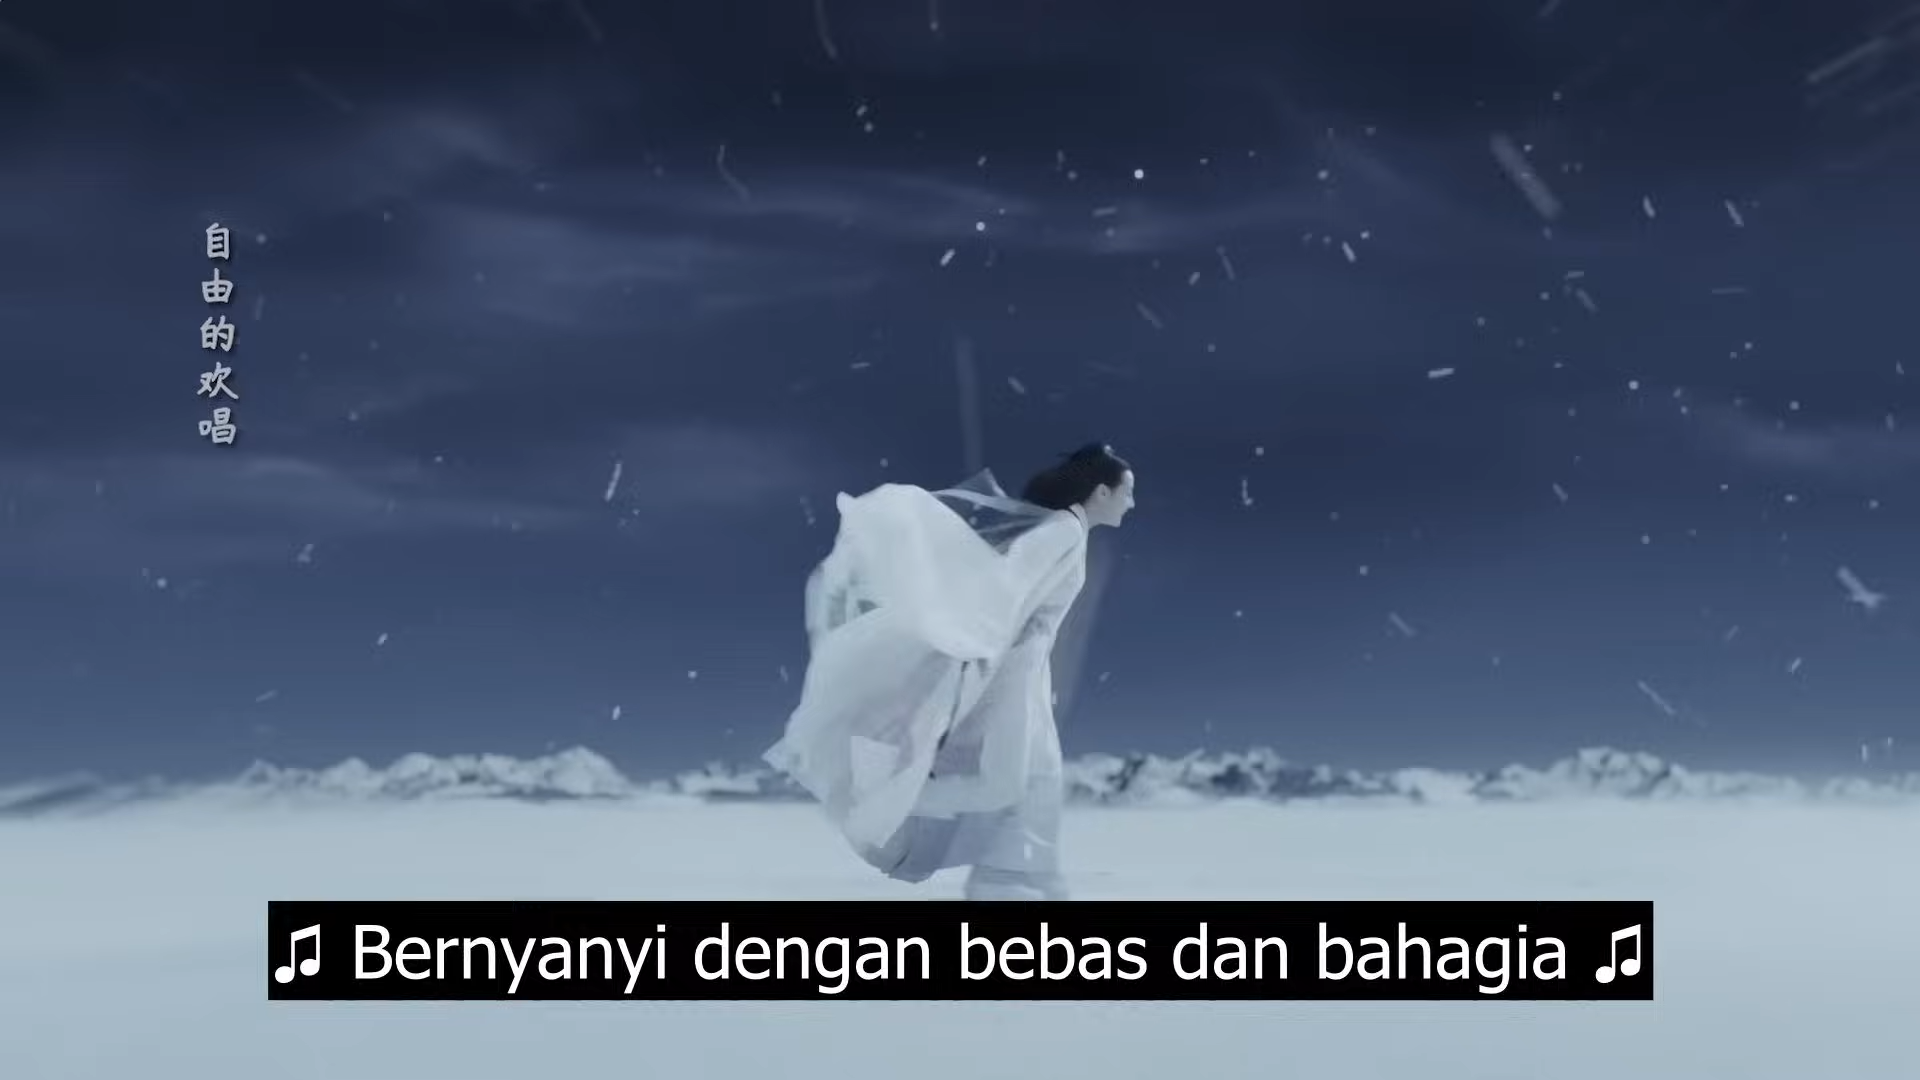 自由的欢唱
♫ Bernyanyi dengan bebas dan bahagia ♫